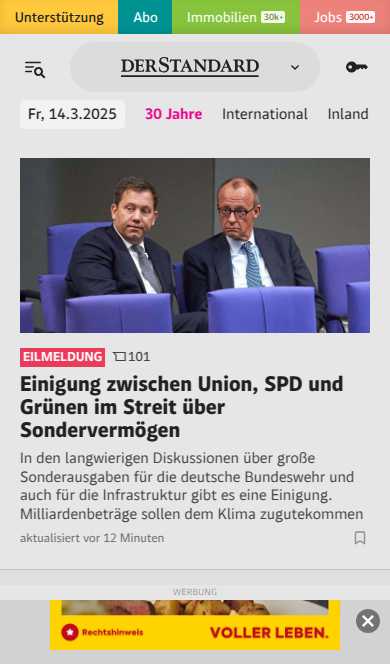 Unterstützung Abo Immobilien 30k+ Jobs 3000+
DERSTANDARD
Fr, 14.3.2025 30 Jahre International Inland
EILMELDUNG 101
Einigung zwischen Union, SPD und
Grünen im Streit über
Sondervermögen
In den langwierigen Diskussionen über große
Sonderausgaben für die deutsche Bundeswehr und
auch für die Infrastruktur gibt es eine Einigung.
Milliardenbeträge sollen dem Klima zugutekommen
aktualisiert vor 12 Minuten
WERBUNG
Rechtshinweis VOLLER LEBEN.